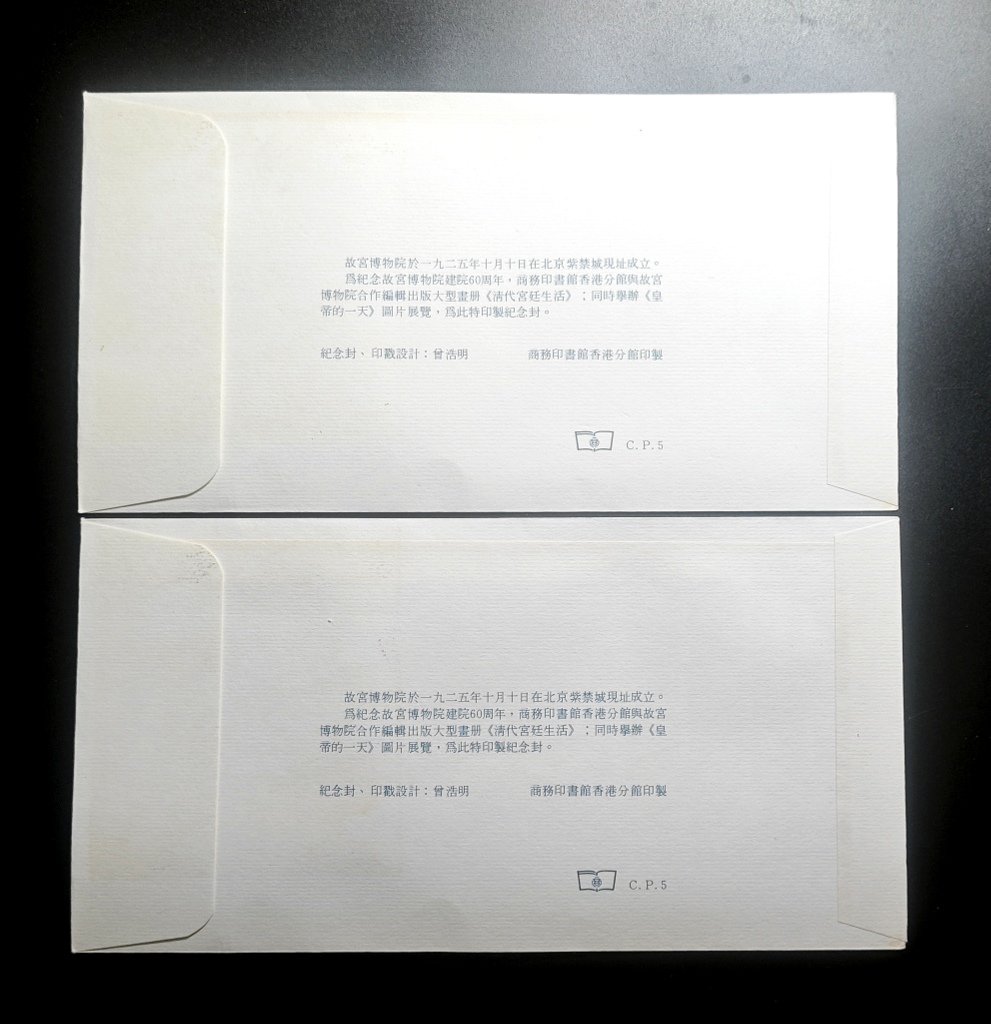 故宮博物院於一九二五年十月十日在北京紫禁城現址成立。
爲紀念故宮博物院建院60周年，商務印書館香港分館與故宮
博物院合作編輯出版大型畫册《清代宮廷生活》；同時舉辦《皇
帝的一天》圖片展覽，爲此特印製紀念封。
紀念封、印戳設計：曾浩明 商務印書館香港分館印製
C.P.5
故宮博物院於一九二五年十月十日在北京紫禁城現址成立。
爲紀念故宮博物院建院60周年，商務印書館香港分館與故宮
博物院合作編輯出版大型畫册《清代宮廷生活》；同時舉辦《皇
帝的一天》圖片展覽，爲此特印製紀念封。
紀念封、印戳設計：曾浩明 商務印書館香港分館印製
C.P.5